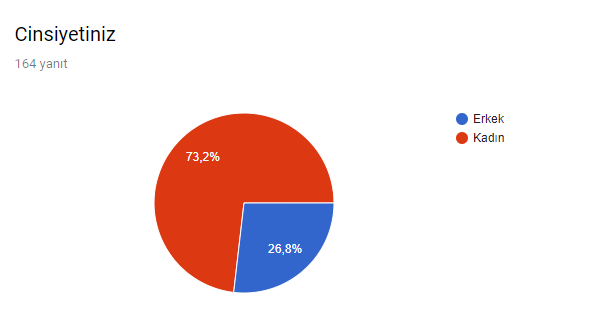 Cinsiyetiniz
164 yanıt
Erkek
Kadın
73,2%
26,8%